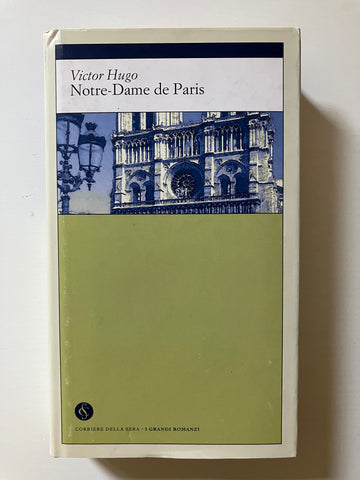 Victor Hugo
Notre-Dame de Paris
CORRIERE DELLA SERA - I GRANDI ROMANZI